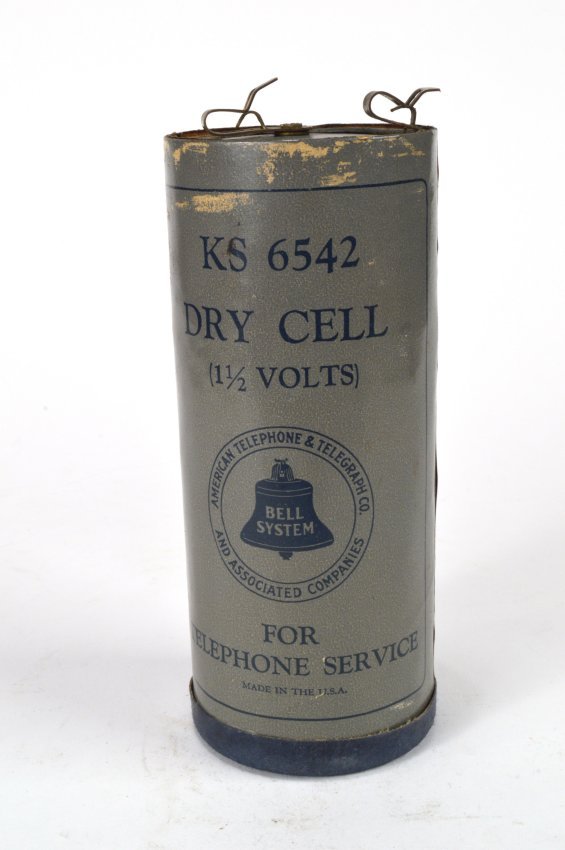 KS 6542
DRY CELL
(1½ VOLTS)
AMERICAN TELEPHONE & TELEGRAPH CO.
BELL
SYSTEM
AND ASSOCIATED COMPANIES
FOR
TELEPHONE SERVICE
MADE IN THE U.S.A.